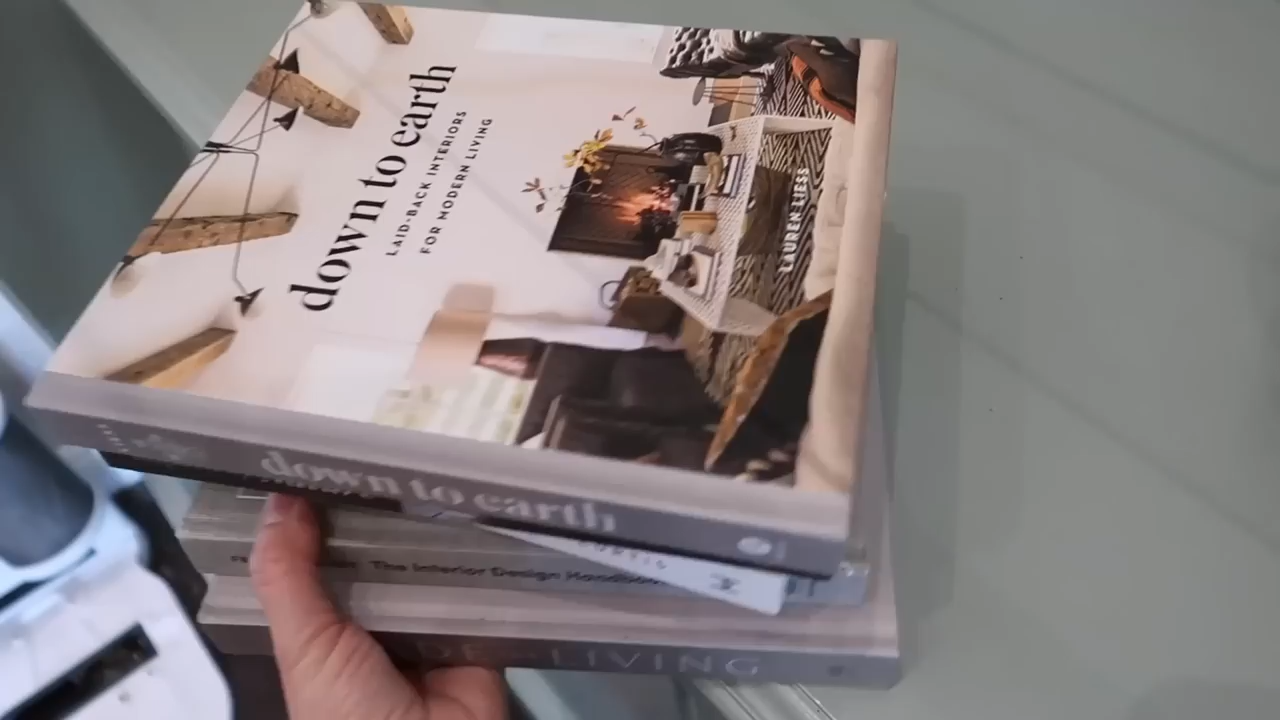 down to earth
LAID-BACK INTERIORS
FOR MODERN LIVING
LAUREN LIESS
down to earth
The Interior Design Handbook
LIVING